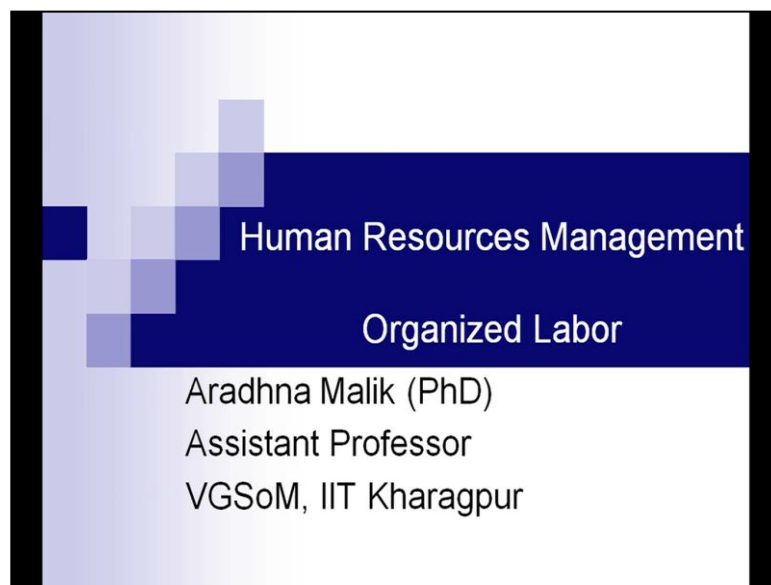 Human Resources Management
Organized Labor
Aradhna Malik (PhD)
Assistant Professor
VGSoM, IIT Kharagpur